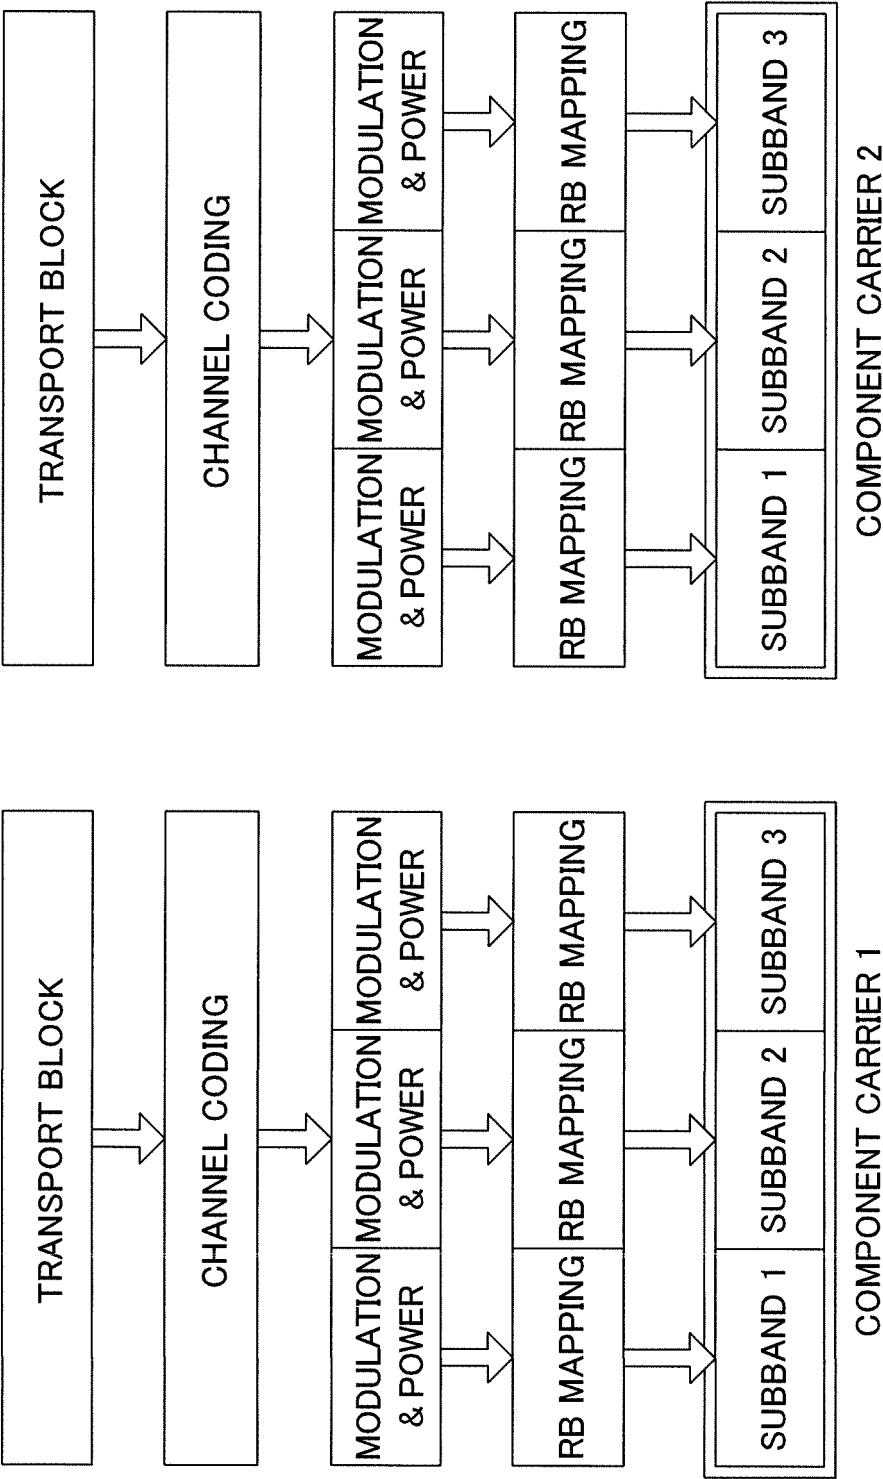 TRANSPORT BLOCK
CHANNEL CODING
MODULATION
& POWER
MODULATION
& POWER
MODULATION
& POWER
RB MAPPING
RB MAPPING
RB MAPPING
SUBBAND 1
SUBBAND 2
SUBBAND 3
COMPONENT CARRIER 1
TRANSPORT BLOCK
CHANNEL CODING
MODULATION
& POWER
MODULATION
& POWER
MODULATION
& POWER
RB MAPPING
RB MAPPING
RB MAPPING
SUBBAND 1
SUBBAND 2
SUBBAND 3
COMPONENT CARRIER 2